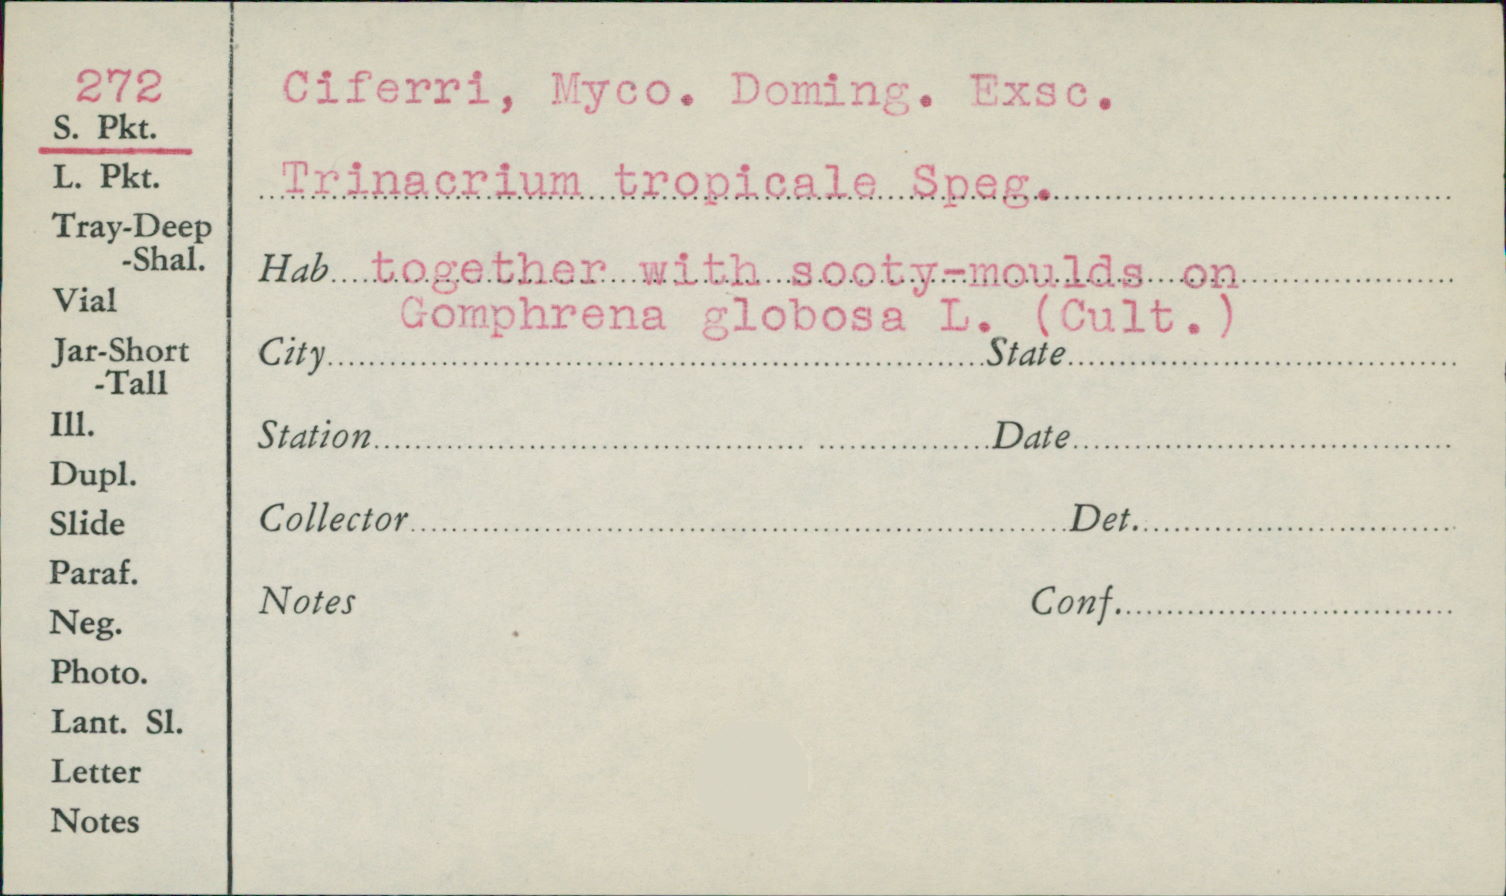 272
S. Pkt.
L. Pkt.
Tray-Deep
-Shal.
Vial
Jar-Short
-Tall
Ill.
Dupl.
Slide
Paraf.
Neg.
Photo.
Lant. Sl.
Letter
Notes
Ciferri, Myco. Doming. Exsc.
Trinacrium tropicale Speg.
Hab together with sooty-moulds on
Gomphrena globosa L. (Cult.)
City State
Station Date
Collector Det.
Notes Conf.